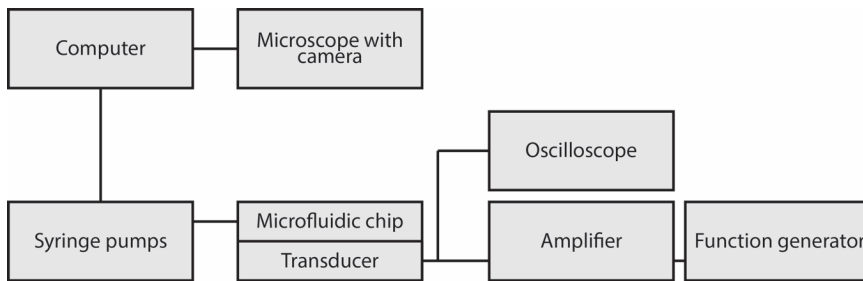 Computer
Microscope with
camera
Oscilloscope
Syringe pumps
Microfluidic chip
Transducer
Amplifier
Function generator